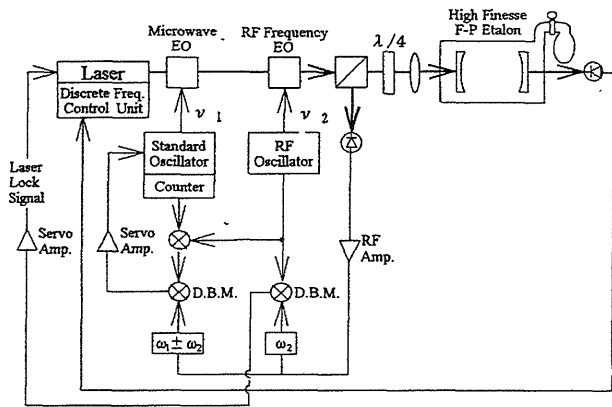 High Finesse
F-P Etalon
Microwave
EO
RF Frequency
EO
λ/4
Laser
Discrete Freq.
Control Unit
ν 1
ν 2
Standard
Oscillator
Counter
RF
Oscillator
Laser
Lock
Signal
Servo
Amp.
Servo
Amp.
RF
Amp.
D.B.M.
D.B.M.
ω₁ ± ω₂
ω₂